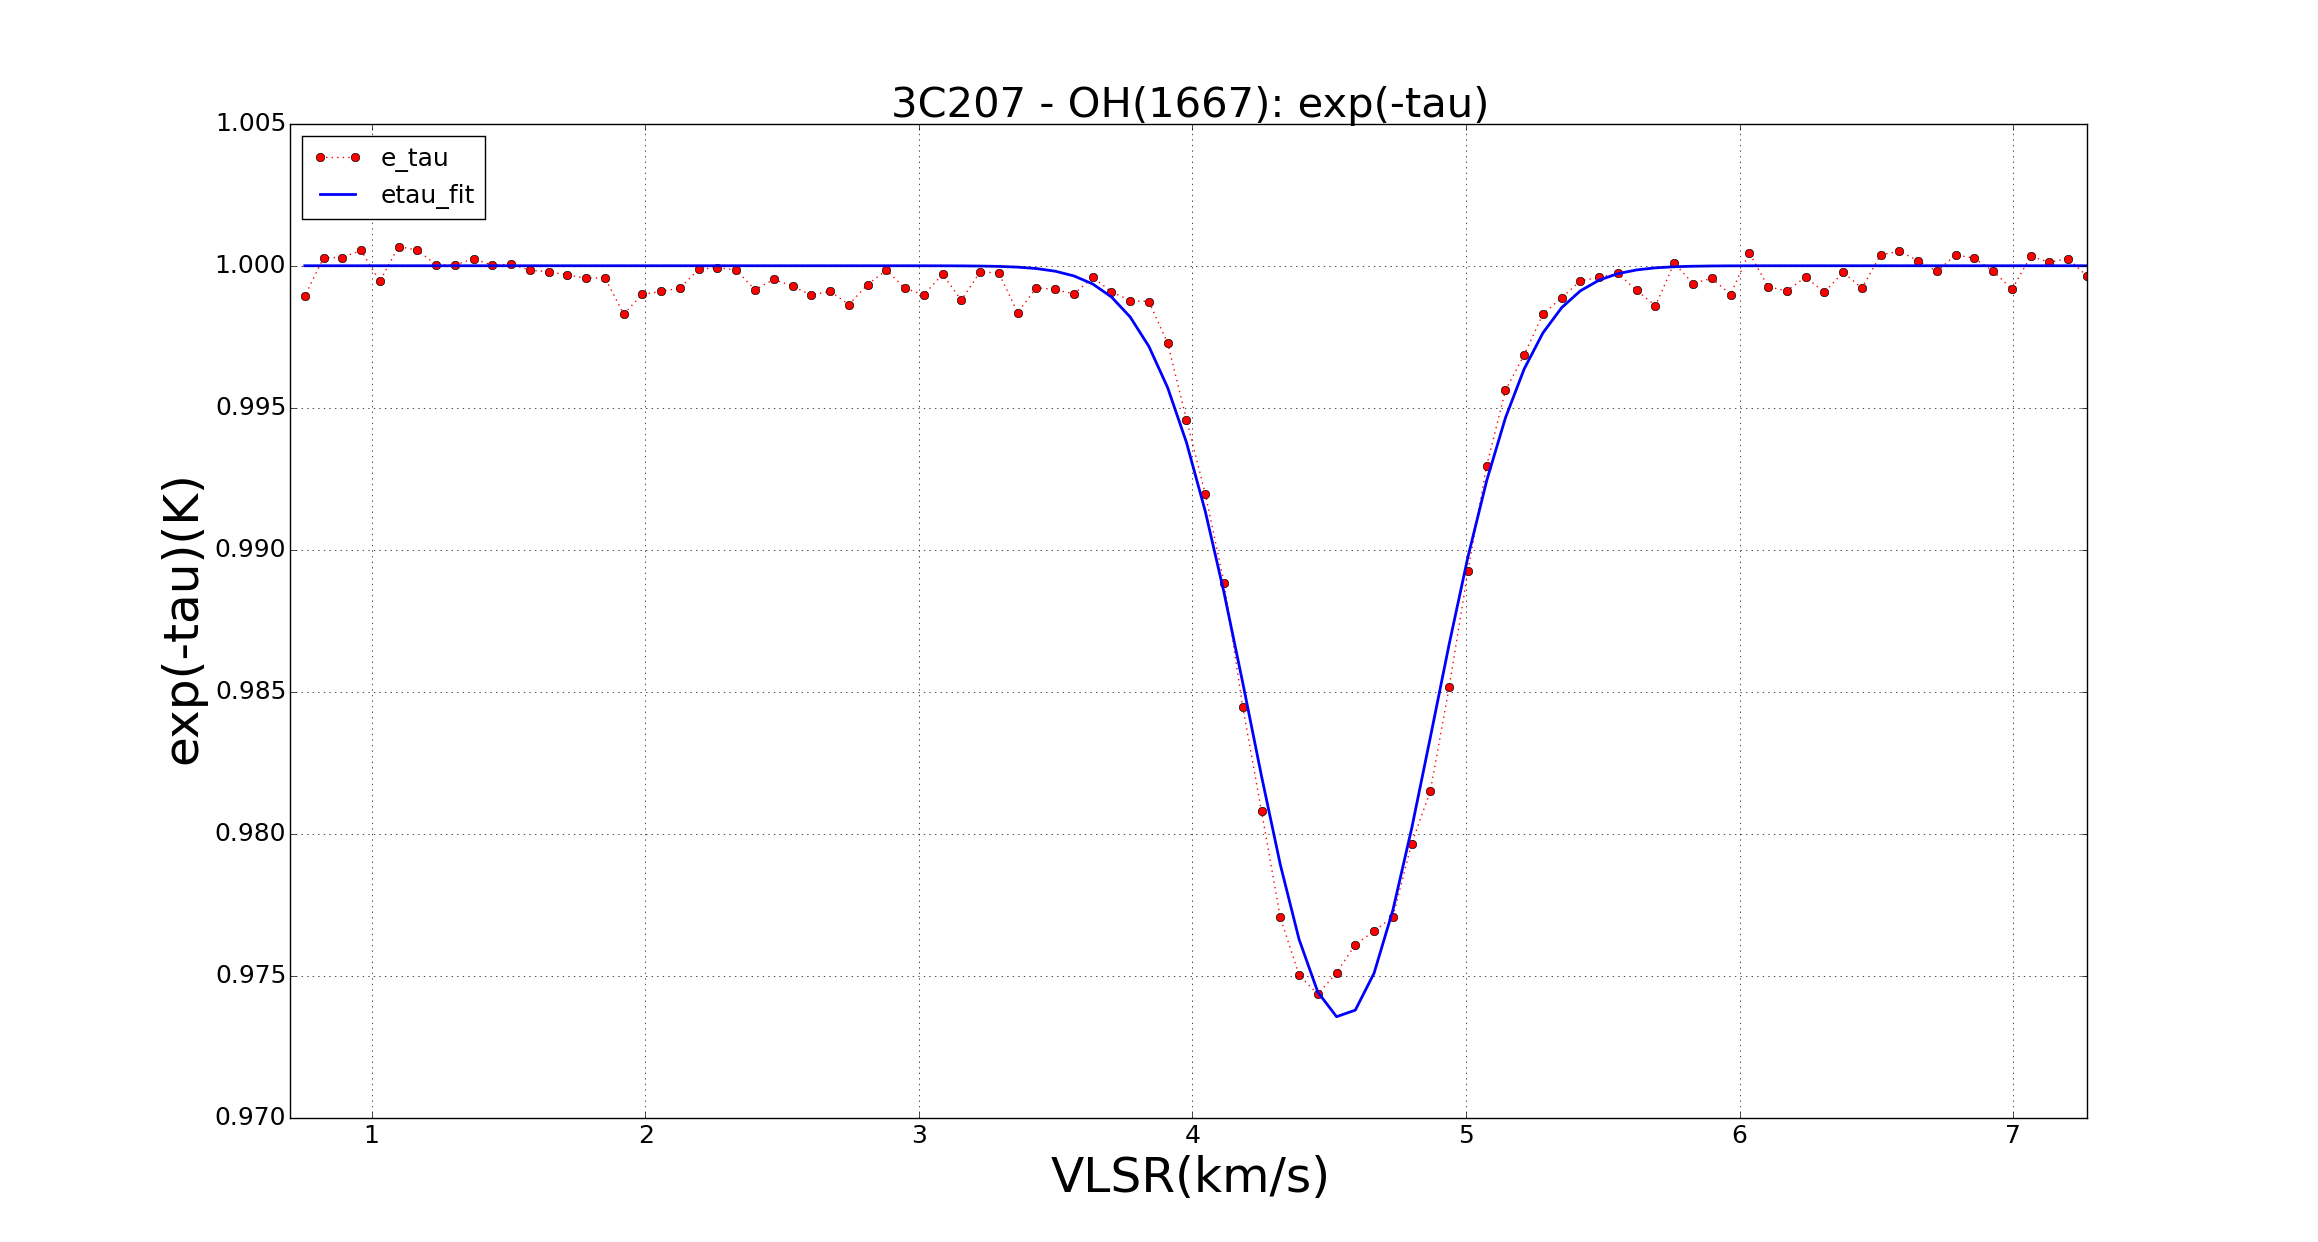 3C207 - OH(1667): exp(-tau)
1.005
e_tau
etau_fit
1.000
0.995
0.990
0.985
0.980
0.975
0.970
exp(-tau)(K)
1 2 3 4 5 6 7
VLSR(km/s)